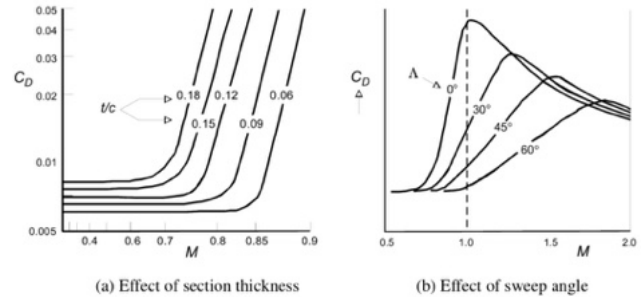 0.05
0.04
0.03
C_D
0.02
0.01
0.005
t/c
0.18
0.12
0.06
0.15
0.09
0.4 0.6 0.7 0.8 0.85 0.9
M
(a) Effect of section thickness
C_D
Λ
0°
30°
45°
60°
0.5 1.0 1.5 2.0
M
(b) Effect of sweep angle